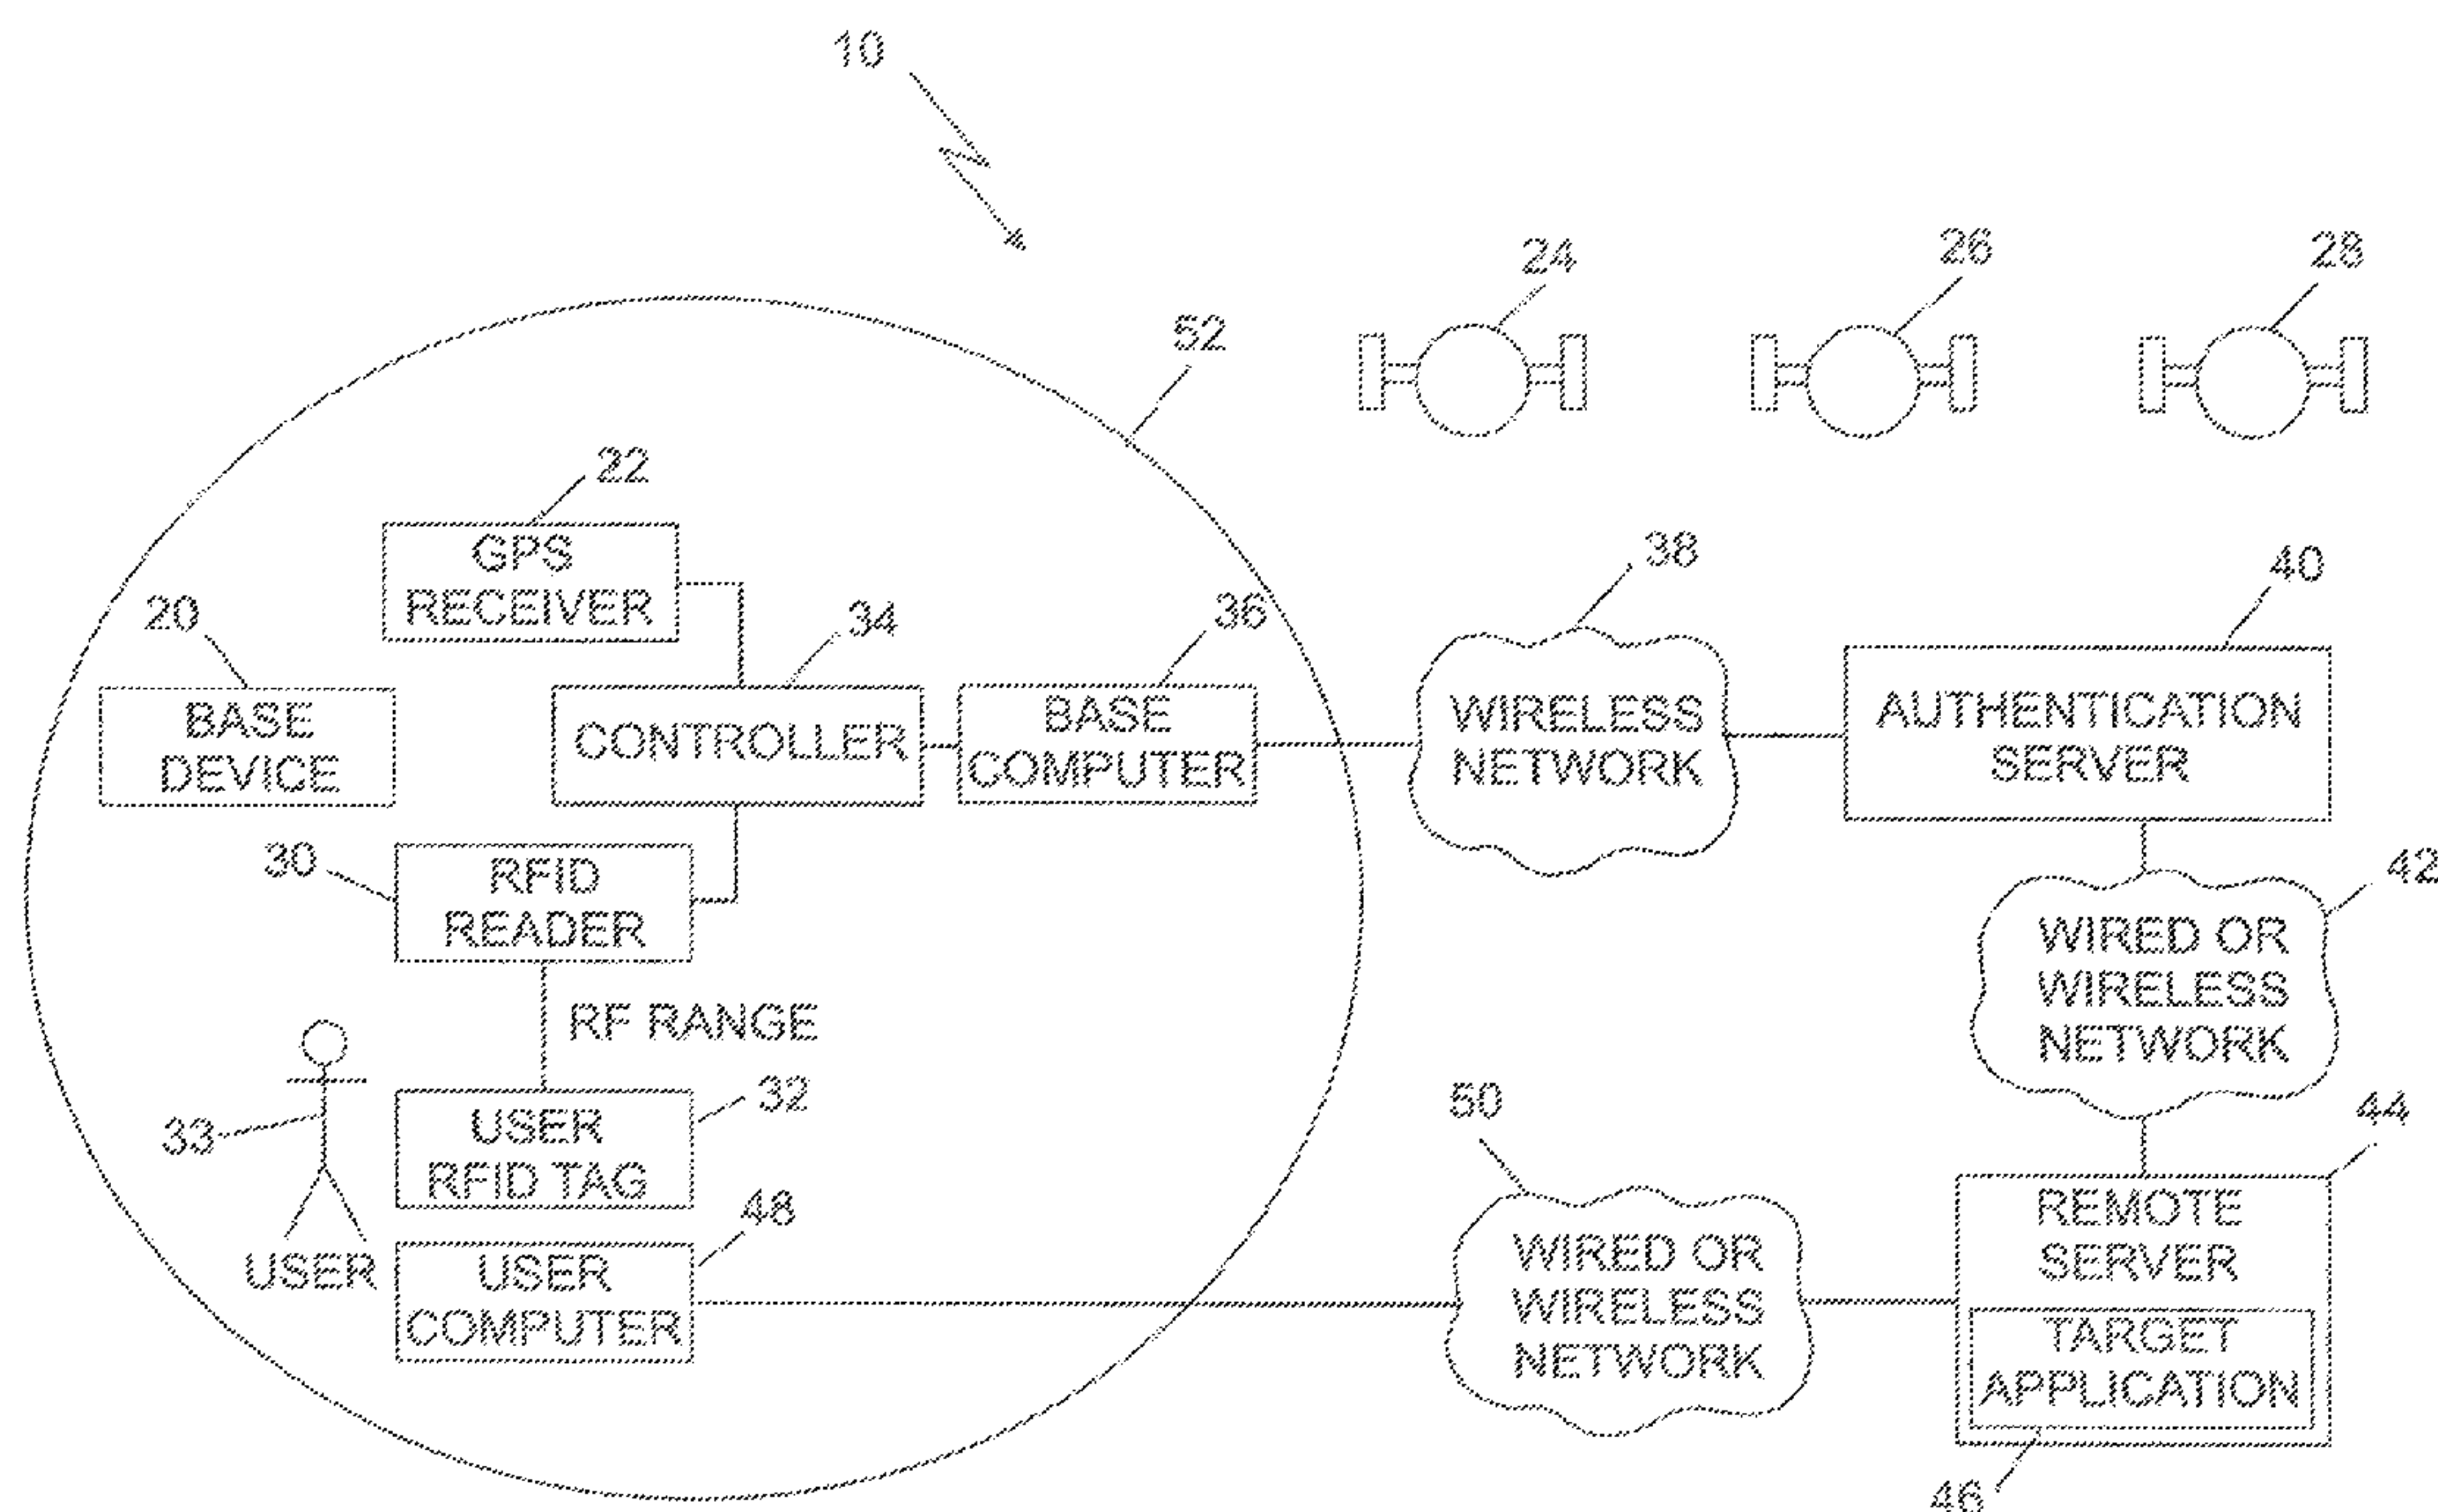 10
24
26
28
52
22
GPS
RECEIVER
38
40
20
34
36
BASE
DEVICE
CONTROLLER
BASE
COMPUTER
WIRELESS
NETWORK
AUTHENTICATION
SERVER
30
RFID
READER
42
WIRED OR
WIRELESS
NETWORK
RF RANGE
33
USER
USER
RFID TAG
32
50
44
48
USER
COMPUTER
WIRED OR
WIRELESS
NETWORK
REMOTE
SERVER
TARGET
APPLICATION
46